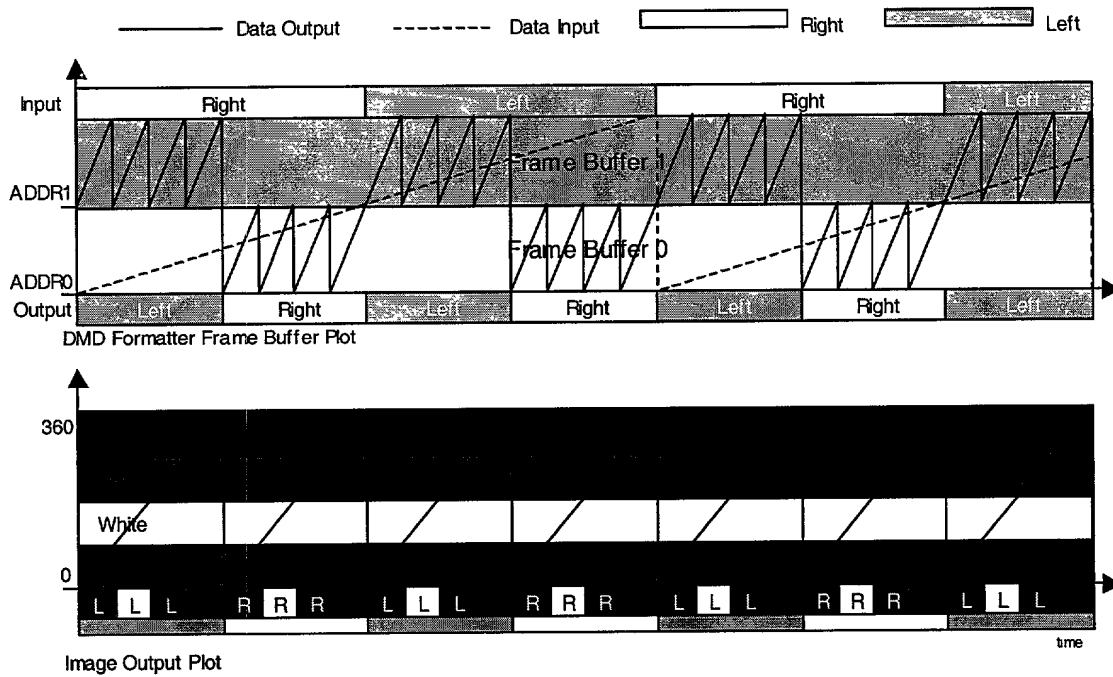 Data Output Data Input Right Left
Input Right Left Right Left
Frame Buffer 1
ADDR1
Frame Buffer 0
ADDR0
Output Left Right Left Right Left Right Left
DMD Formatter Frame Buffer Plot
360
White
0
L L L R R R L L L R R R L L L R R R L L L
time
Image Output Plot